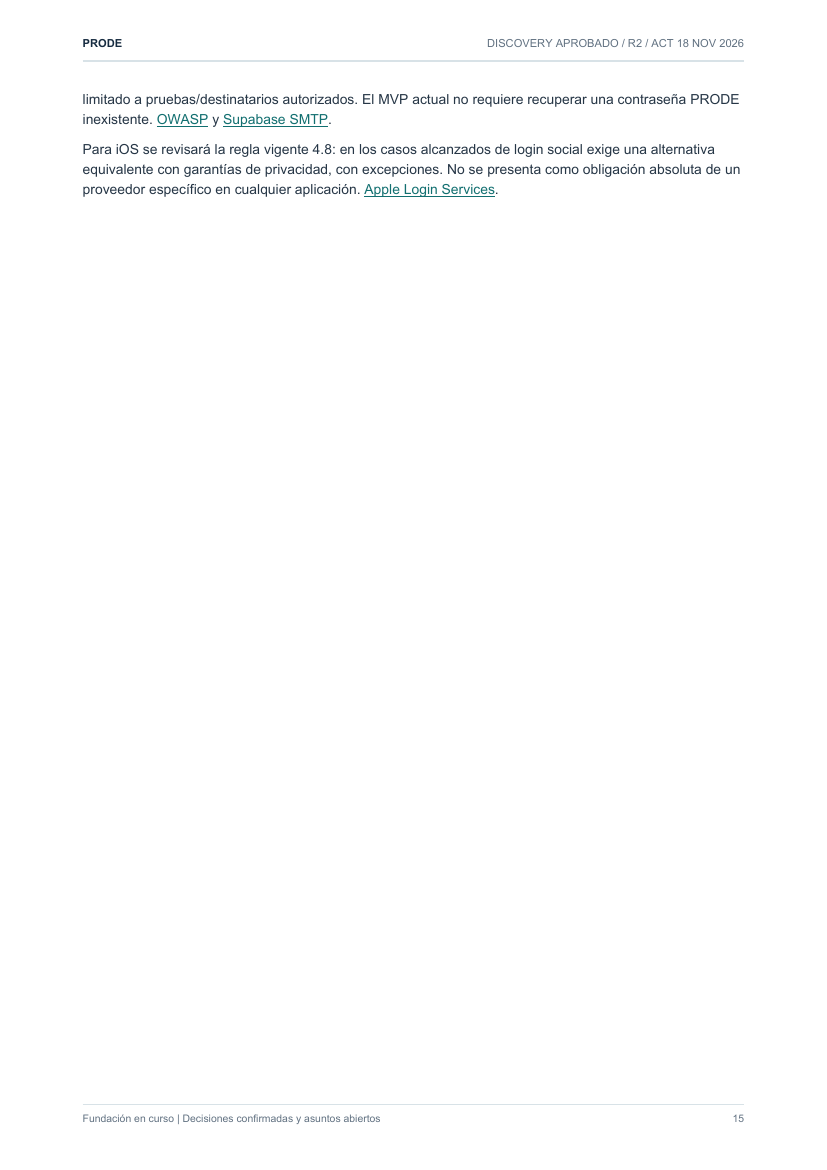 PRODE
DISCOVERY APROBADO / R2 / ACT 18 NOV 2026
limitado a pruebas/destinatarios autorizados. El MVP actual no requiere recuperar una contraseña PRODE
inexistente. OWASP y Supabase SMTP.
Para iOS se revisará la regla vigente 4.8: en los casos alcanzados de login social exige una alternativa
equivalente con garantías de privacidad, con excepciones. No se presenta como obligación absoluta de un
proveedor específico en cualquier aplicación. Apple Login Services.
Fundación en curso | Decisiones confirmadas y asuntos abiertos
15